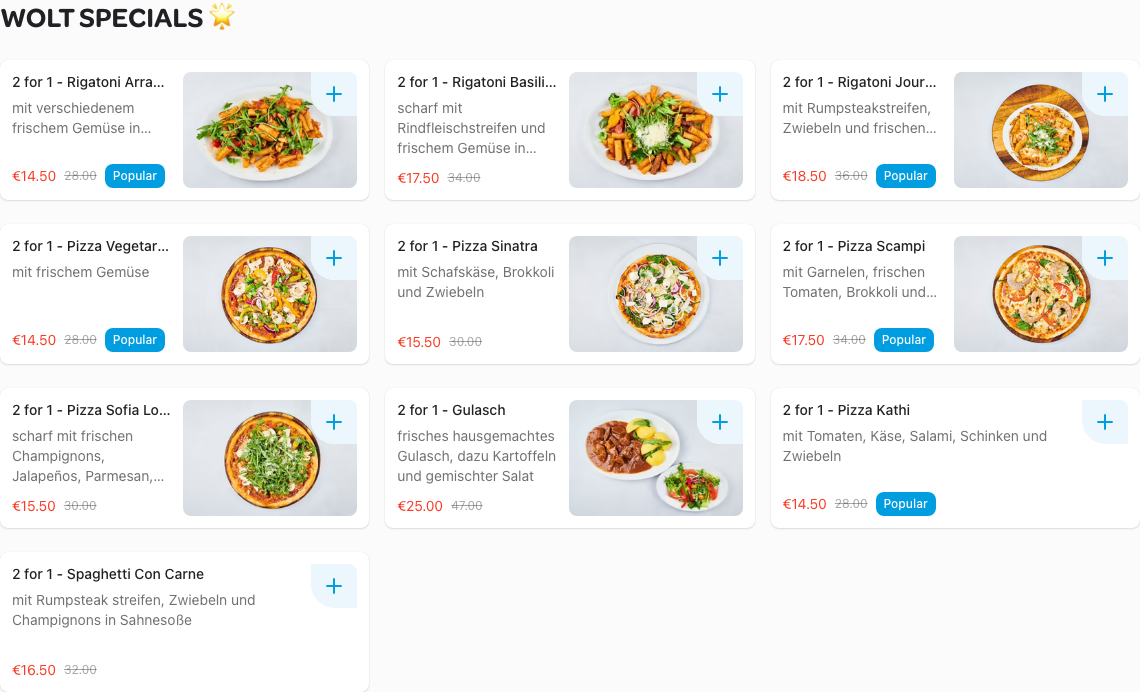 WOLT SPECIALS 🌟
2 for 1 - Rigatoni Arra...
mit verschiedenem
frischem Gemüse in...
€14.50 28.00 Popular
2 for 1 - Rigatoni Basili...
scharf mit
Rindfleischstreifen und
frischem Gemüse in...
€17.50 34.00
2 for 1 - Rigatoni Jour...
mit Rumpsteakstreifen,
Zwiebeln und frischen...
€18.50 36.00 Popular
2 for 1 - Pizza Vegetar...
mit frischem Gemüse
€14.50 28.00 Popular
2 for 1 - Pizza Sinatra
mit Schafskäse, Brokkoli
und Zwiebeln
€15.50 30.00
2 for 1 - Pizza Scampi
mit Garnelen, frischen
Tomaten, Brokkoli und...
€17.50 34.00 Popular
2 for 1 - Pizza Sofia Lo...
scharf mit frischen
Champignons,
Jalapeños, Parmesan,...
€15.50 30.00
2 for 1 - Gulasch
frisches hausgemachtes
Gulasch, dazu Kartoffeln
und gemischter Salat
€25.00 47.00
2 for 1 - Pizza Kathi
mit Tomaten, Käse, Salami, Schinken und
Zwiebeln
€14.50 28.00 Popular
2 for 1 - Spaghetti Con Carne
mit Rumpsteak streifen, Zwiebeln und
Champignons in Sahnesoße
€16.50 32.00